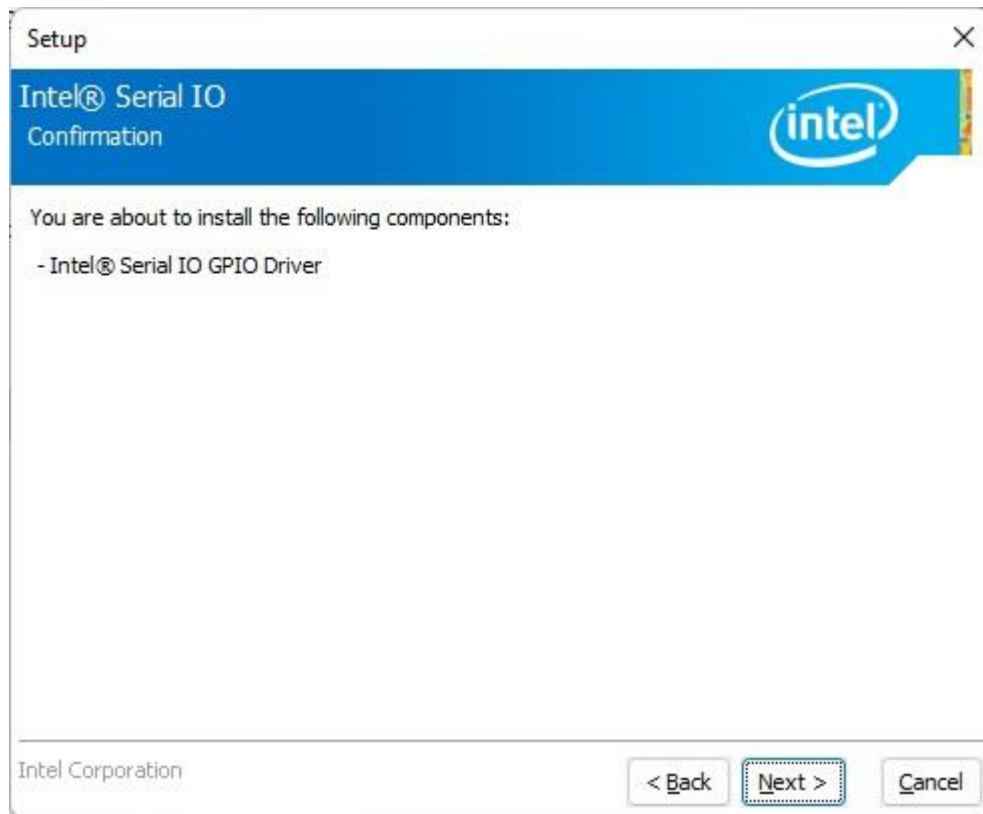 Setup
Intel® Serial IO
Confirmation
intel
You are about to install the following components:
- Intel® Serial IO GPIO Driver
Intel Corporation
< Back
Next >
Cancel